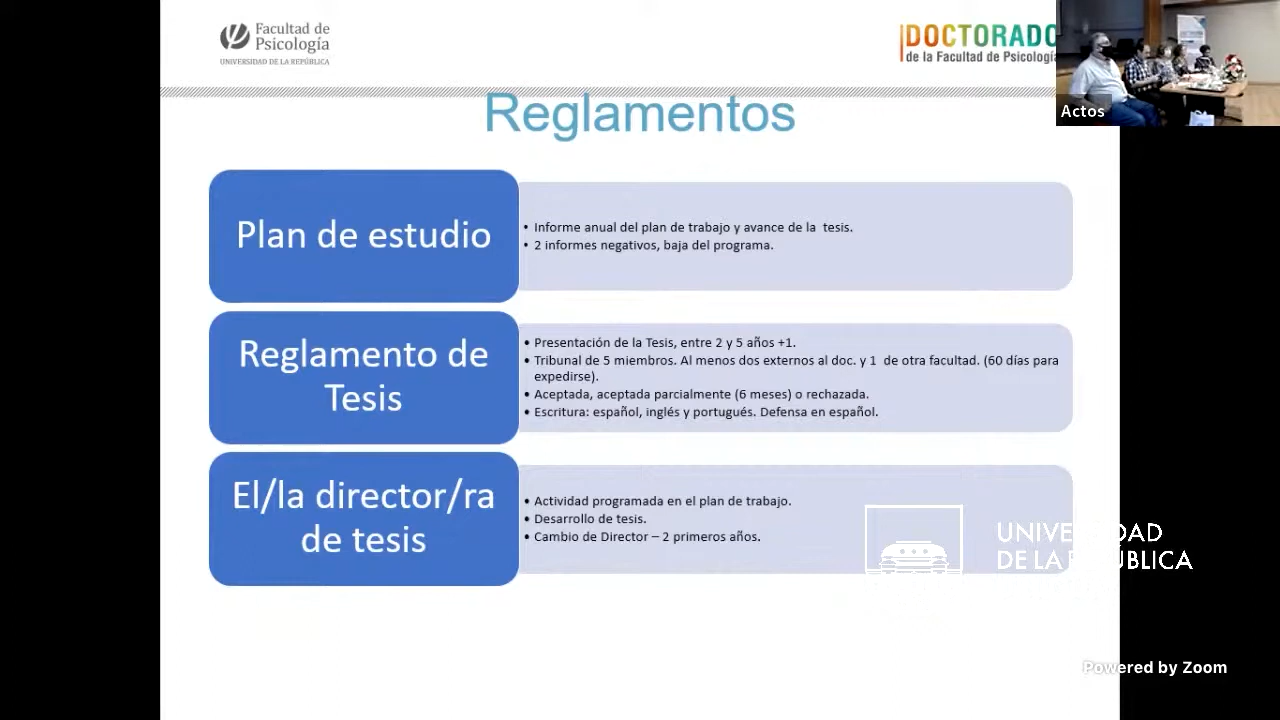 Facultad de
Psicología
UNIVERSIDAD DE LA REPÚBLICA
DOCTORADO
de la Facultad de Psicología
Actos
Reglamentos
Plan de estudio
• Informe anual del plan de trabajo y avance de la tesis.
• 2 informes negativos, baja del programa.
Reglamento de
Tesis
• Presentación de la Tesis, entre 2 y 5 años +1.
• Tribunal de 5 miembros. Al menos dos externos al doc. y 1 de otra facultad. (60 días para
expedirse).
• Aceptada, aceptada parcialmente (6 meses) o rechazada.
• Escritura: español, inglés y portugués. Defensa en español.
El/la director/ra
de tesis
• Actividad programada en el plan de trabajo.
• Desarrollo de tesis.
• Cambio de Director – 2 primeros años.
UNIVERSIDAD
DE LA REPÚBLICA
Powered by Zoom